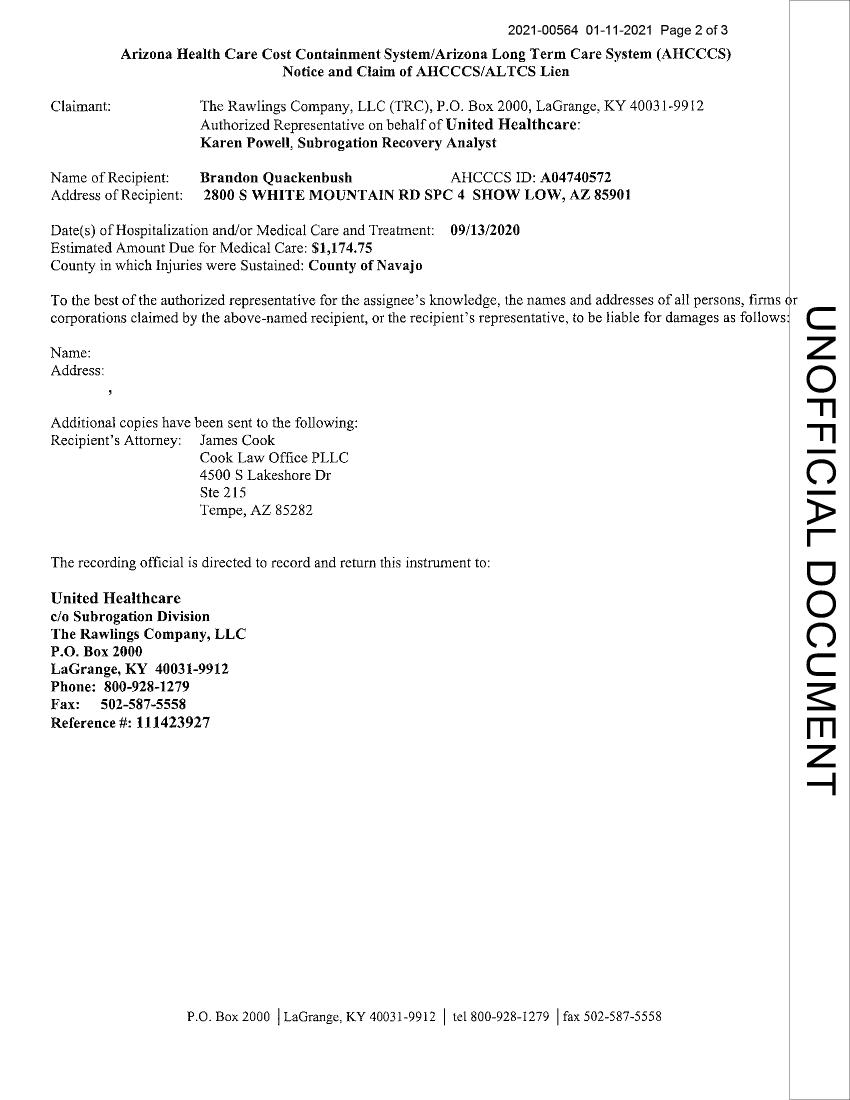 2021-00564 01-11-2021 Page 2 of 3
Arizona Health Care Cost Containment System/Arizona Long Term Care System (AHCCCS)
Notice and Claim of AHCCCS/ALTCS Lien
Claimant: The Rawlings Company, LLC (TRC), P.O. Box 2000, LaGrange, KY 40031-9912
Authorized Representative on behalf of United Healthcare:
Karen Powell, Subrogation Recovery Analyst
Name of Recipient: Brandon Quackenbush AHCCCS ID: A04740572
Address of Recipient: 2800 S WHITE MOUNTAIN RD SPC 4 SHOW LOW, AZ 85901
Date(s) of Hospitalization and/or Medical Care and Treatment: 09/13/2020
Estimated Amount Due for Medical Care: $1,174.75
County in which Injuries were Sustained: County of Navajo
To the best of the authorized representative for the assignee's knowledge, the names and addresses of all persons, firms or
corporations claimed by the above-named recipient, or the recipient's representative, to be liable for damages as follows:
Name:
Address:
,
Additional copies have been sent to the following:
Recipient's Attorney: James Cook
Cook Law Office PLLC
4500 S Lakeshore Dr
Ste 215
Tempe, AZ 85282
The recording official is directed to record and return this instrument to:
United Healthcare
c/o Subrogation Division
The Rawlings Company, LLC
P.O. Box 2000
LaGrange, KY 40031-9912
Phone: 800-928-1279
Fax: 502-587-5558
Reference #: 111423927
P.O. Box 2000 | LaGrange, KY 40031-9912 | tel 800-928-1279 | fax 502-587-5558
UNOFFICIAL DOCUMENT